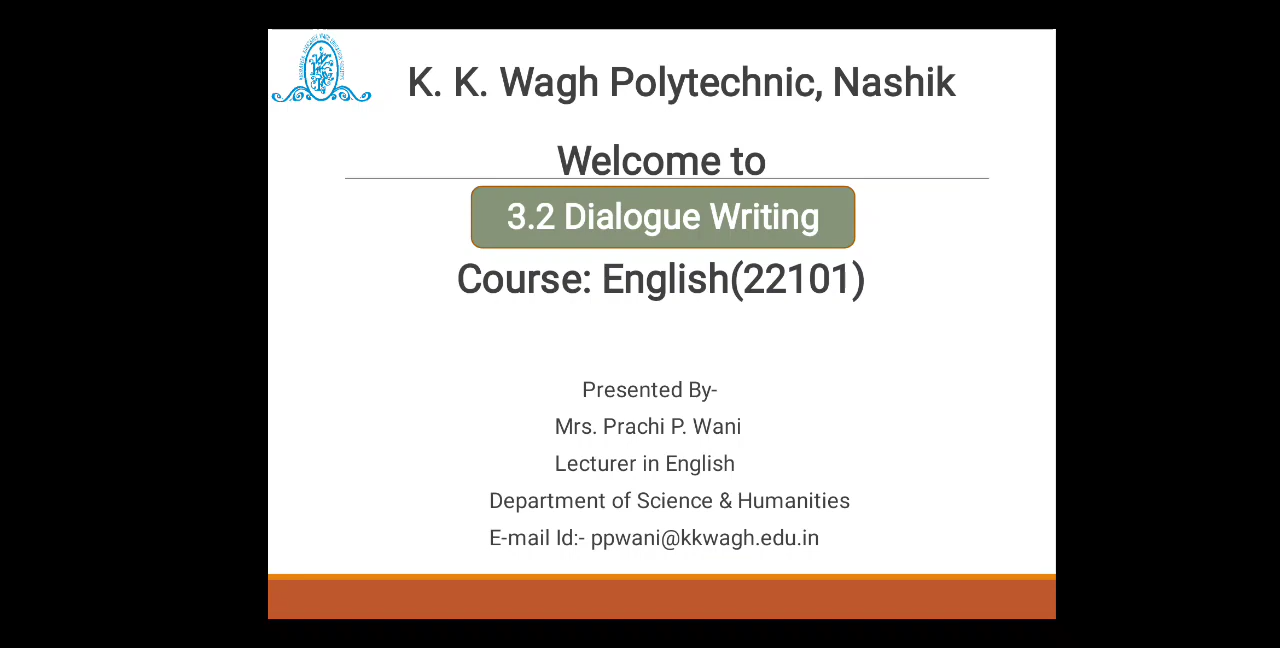 K. K. Wagh Polytechnic, Nashik
Welcome to
3.2 Dialogue Writing
Course: English(22101)
Presented By-
Mrs. Prachi P. Wani
Lecturer in English
Department of Science & Humanities
E-mail Id:- ppwani@kkwagh.edu.in